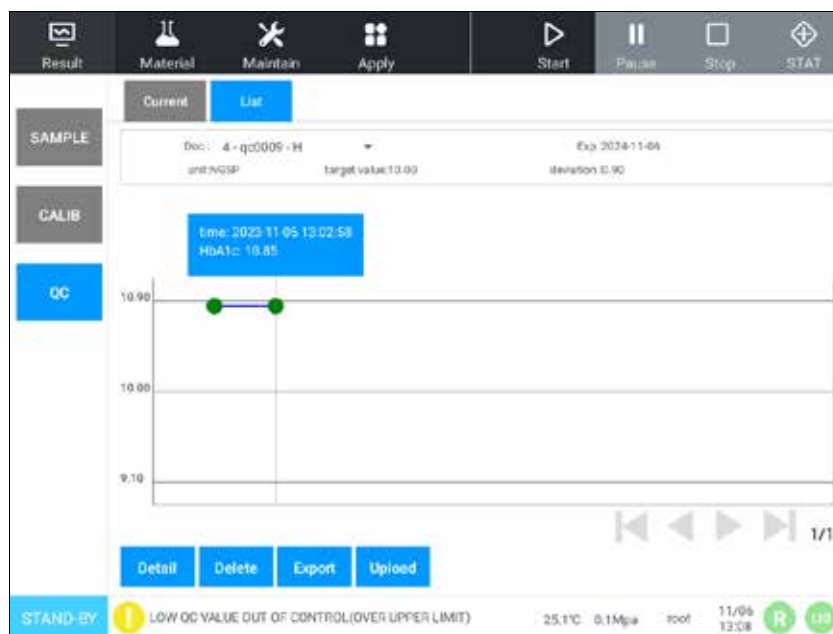 Result Material Maintain Apply Start Pause Stop STAT
Current List
SAMPLE
Doc: 4-qc0009-H Exp:2024-11-06
unit:NGSP target value:10.00 deviation:0.90
CALIB
time: 2023-11-06 13:02:58
HbA1c: 10.85
QC
10.90
10.00
9.10
1/1
Detail Delete Export Upload
STAND-BY LOW QC VALUE OUT OF CONTROL(OVER UPPER LIMIT) 25.1℃ 0.1Mpa root 11/06 R LIS
13:08